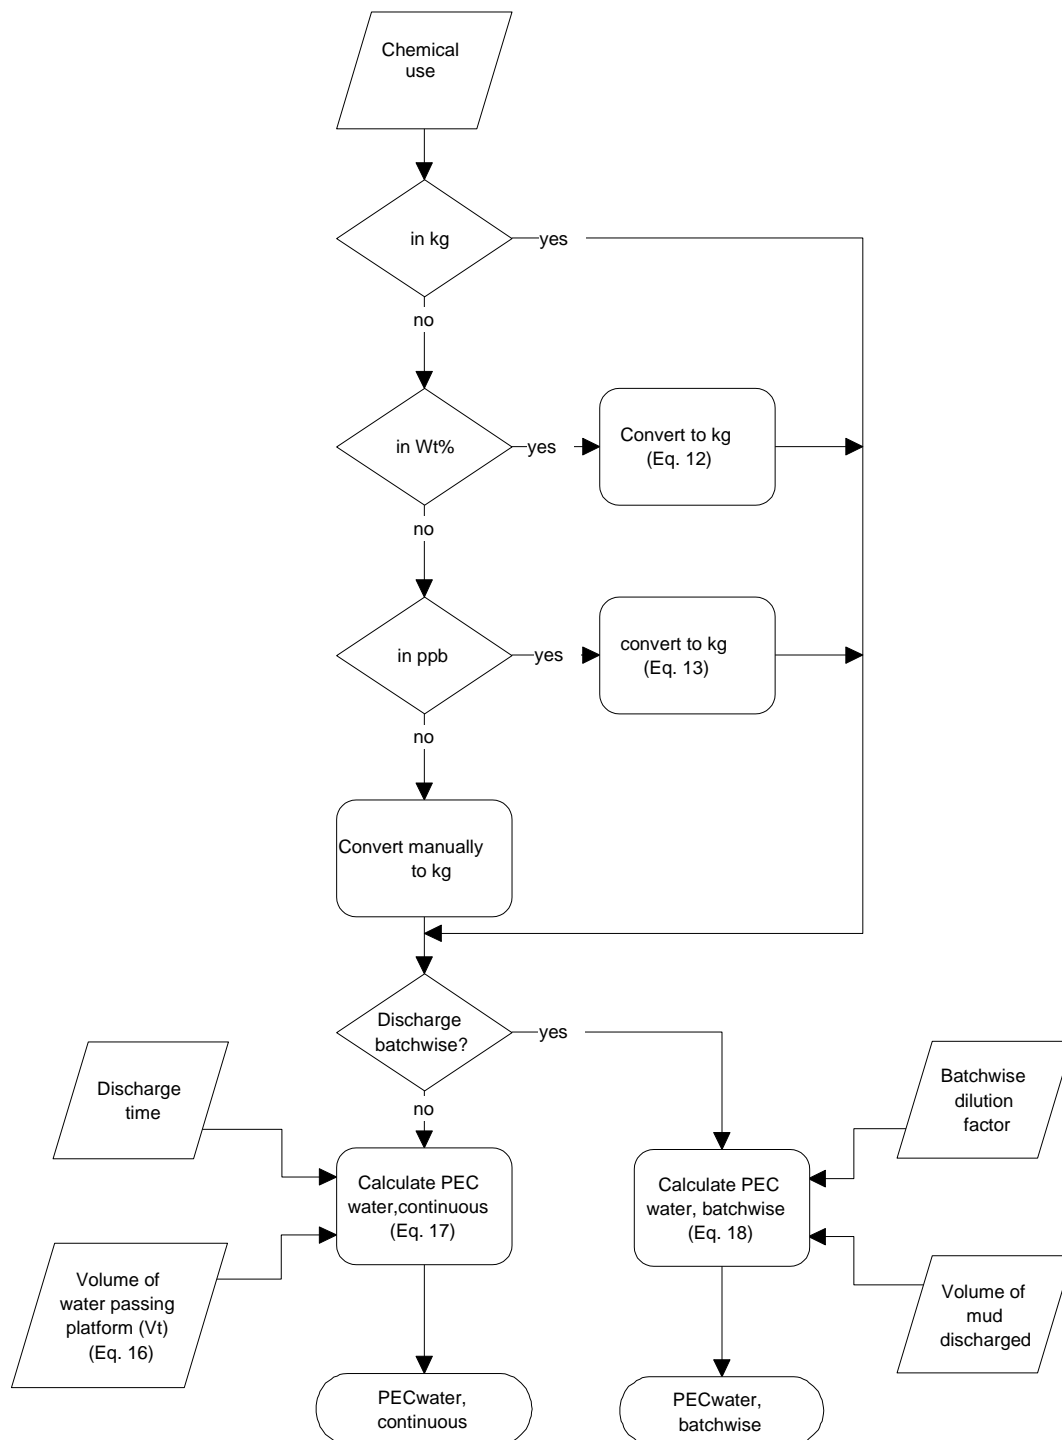 Chemical
use
in kg
yes
no
in Wt%
yes
Convert to kg
(Eq. 12)
no
in ppb
yes
convert to kg
(Eq. 13)
no
Convert manually
to kg
Discharge
batchwise?
yes
no
Discharge
time
Batchwise
dilution
factor
Calculate PEC
water,continuous
(Eq. 17)
Calculate PEC
water, batchwise
(Eq. 18)
Volume of
water passing
platform (Vt)
(Eq. 16)
Volume of
mud
discharged
PECwater,
continuous
PECwater,
batchwise